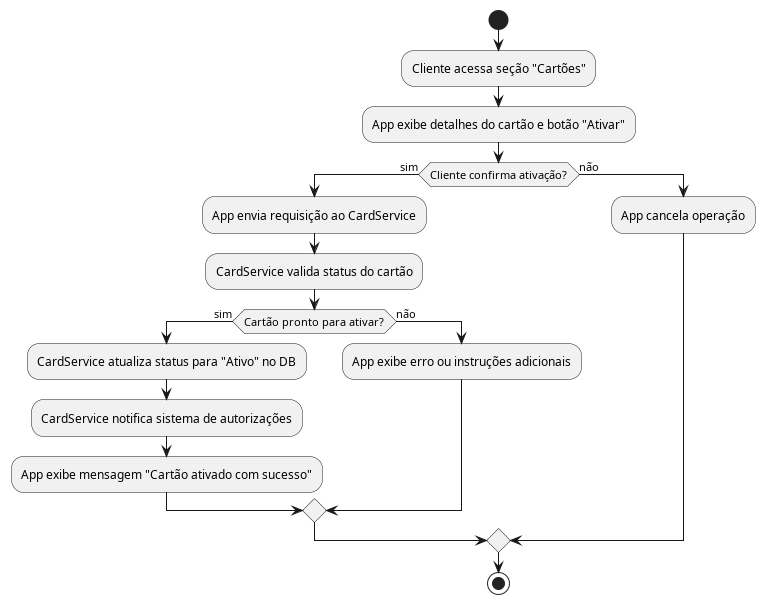 Cliente acessa seção "Cartões"
App exibe detalhes do cartão e botão "Ativar"
sim
Cliente confirma ativação?
não
App envia requisição ao CardService
App cancela operação
CardService valida status do cartão
sim
Cartão pronto para ativar?
não
CardService atualiza status para "Ativo" no DB
App exibe erro ou instruções adicionais
CardService notifica sistema de autorizações
App exibe mensagem "Cartão ativado com sucesso"